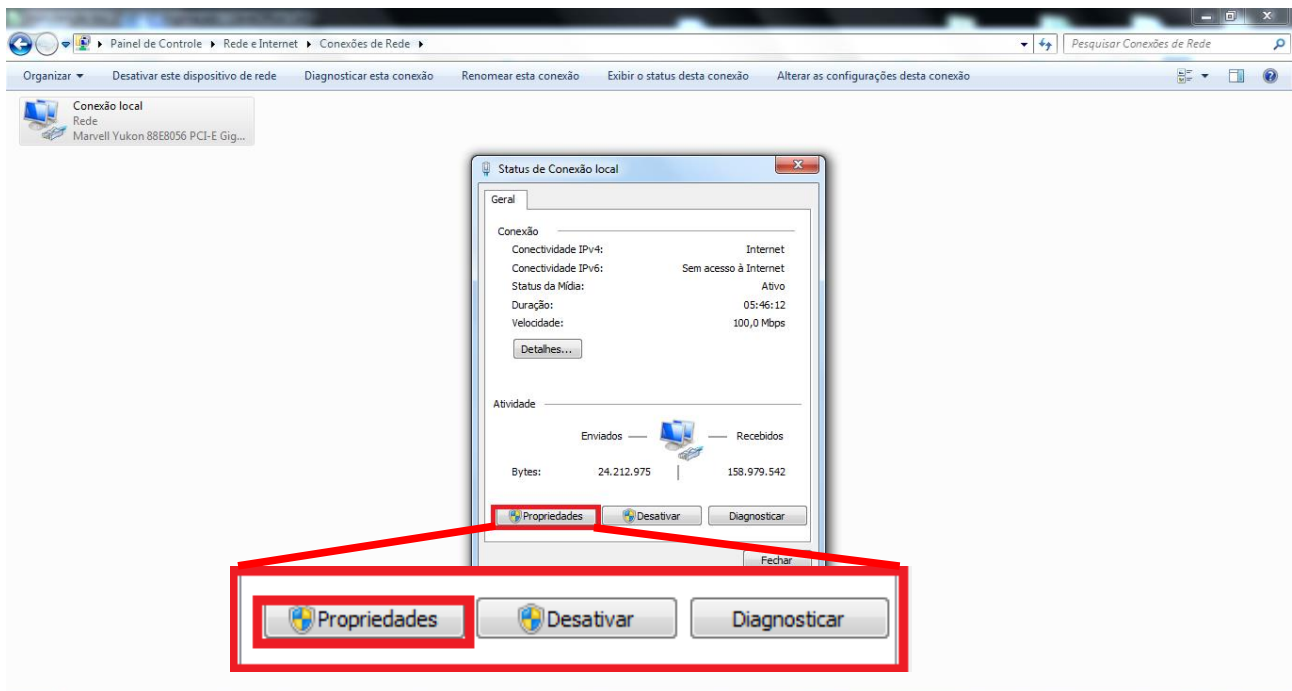 Painel de Controle ▸ Rede e Internet ▸ Conexões de Rede ▸
Pesquisar Conexões de Rede
Organizar Desativar este dispositivo de rede Diagnosticar esta conexão Renomear esta conexão Exibir o status desta conexão Alterar as configurações desta conexão
Conexão local
Rede
Marvell Yukon 88E8056 PCI-E Gig...
Status de Conexão local
Geral
Conexão
Conectividade IPv4: Internet
Conectividade IPv6: Sem acesso à Internet
Status da Mídia: Ativo
Duração: 05:46:12
Velocidade: 100,0 Mbps
Detalhes...
Atividade
Enviados — — Recebidos
Bytes: 24.212.975 | 158.979.542
Propriedades Desativar Diagnosticar
Fechar
Propriedades Desativar Diagnosticar